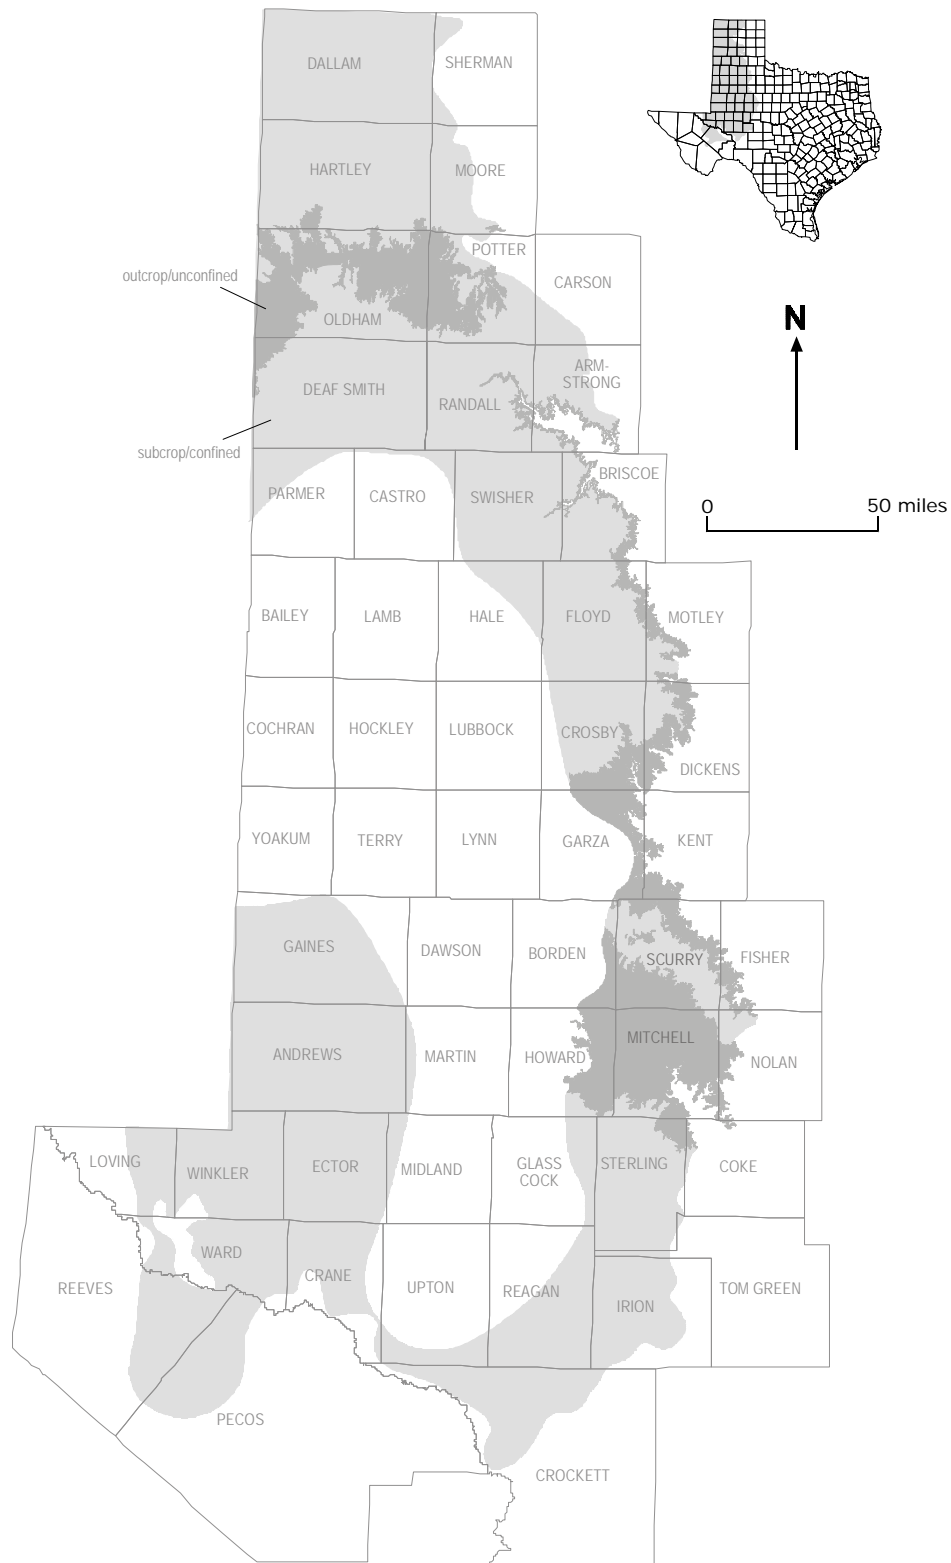 DALLAM
SHERMAN
HARTLEY
MOORE
POTTER
outcrop/unconfined
CARSON
OLDHAM
N
ARM-
STRONG
DEAF SMITH
RANDALL
subcrop/confined
BRISCOE
PARMER
CASTRO
SWISHER
0
50 miles
BAILEY
LAMB
HALE
FLOYD
MOTLEY
COCHRAN
HOCKLEY
LUBBOCK
CROSBY
DICKENS
YOAKUM
TERRY
LYNN
GARZA
KENT
GAINES
DAWSON
BORDEN
SCURRY
FISHER
ANDREWS
MARTIN
HOWARD
MITCHELL
NOLAN
LOVING
WINKLER
ECTOR
MIDLAND
GLASS
COCK
STERLING
COKE
REEVES
WARD
CRANE
UPTON
REAGAN
IRION
TOM GREEN
PECOS
CROCKETT